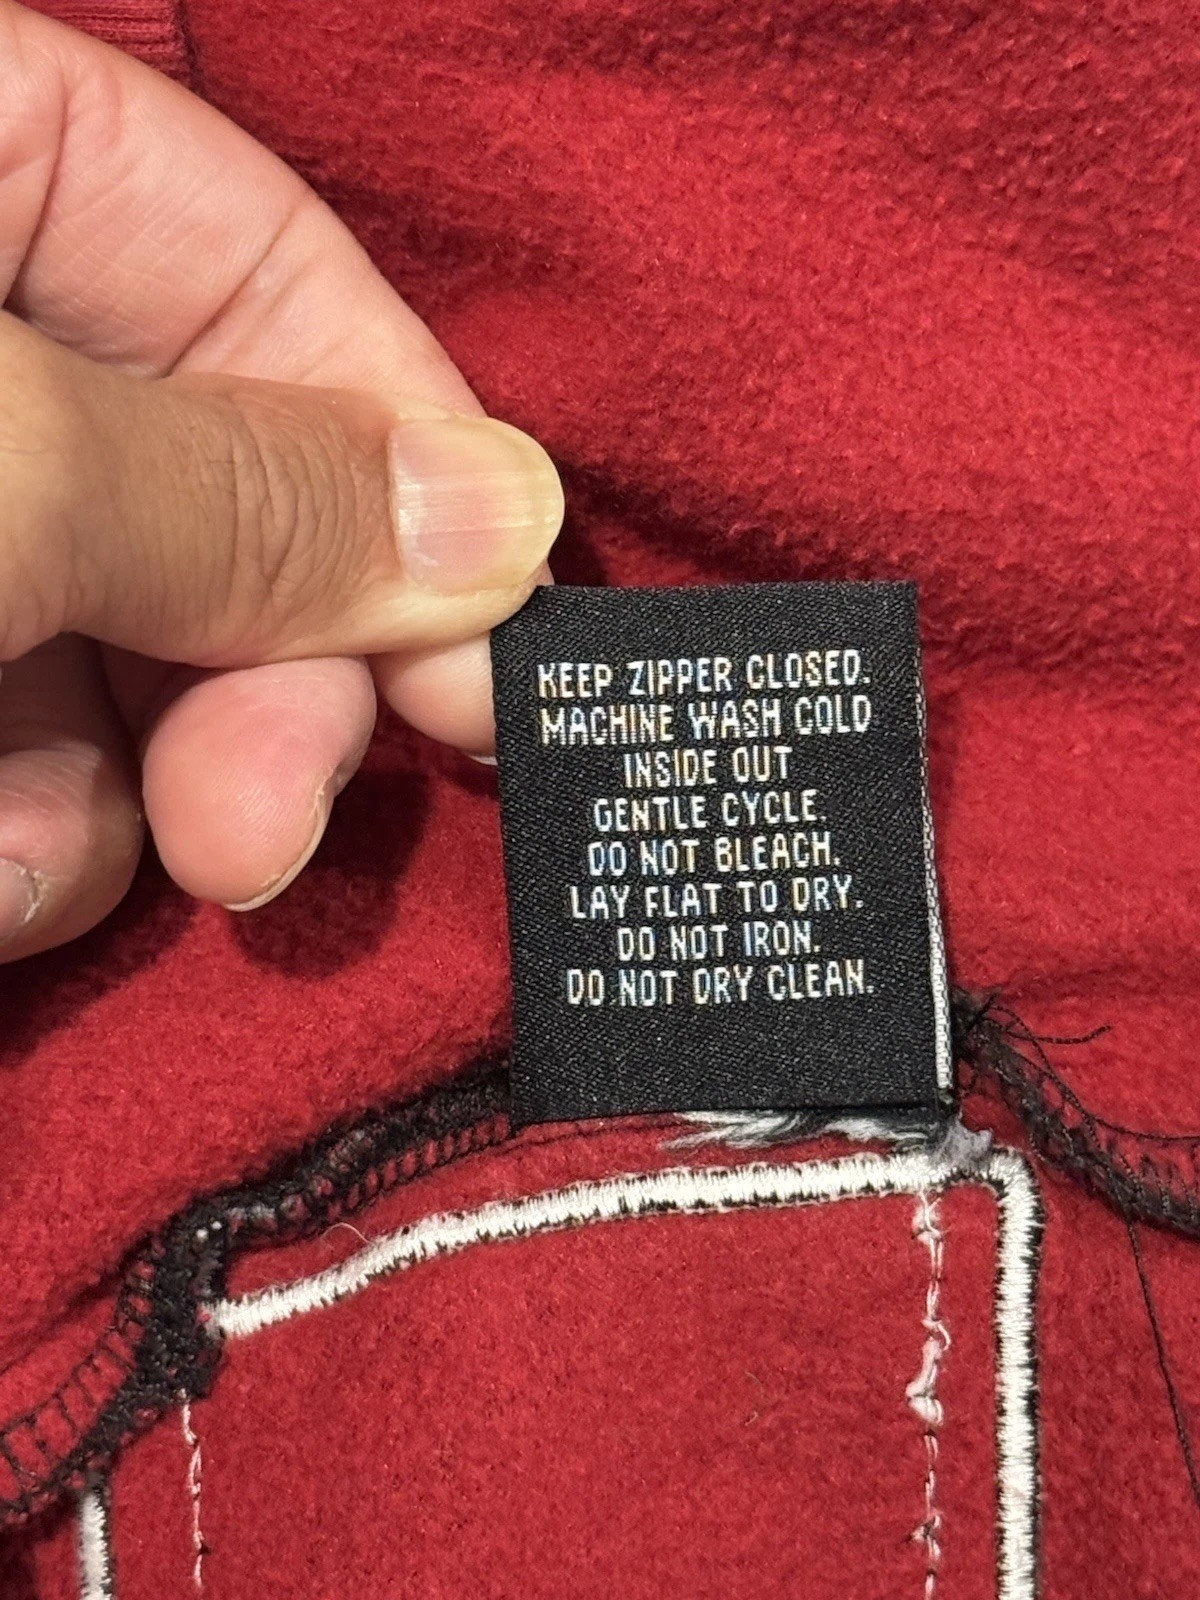 KEEP ZIPPER CLOSED.
MACHINE WASH COLD
INSIDE OUT
GENTLE CYCLE.
DO NOT BLEACH.
LAY FLAT TO DRY.
DO NOT IRON.
DO NOT DRY CLEAN.